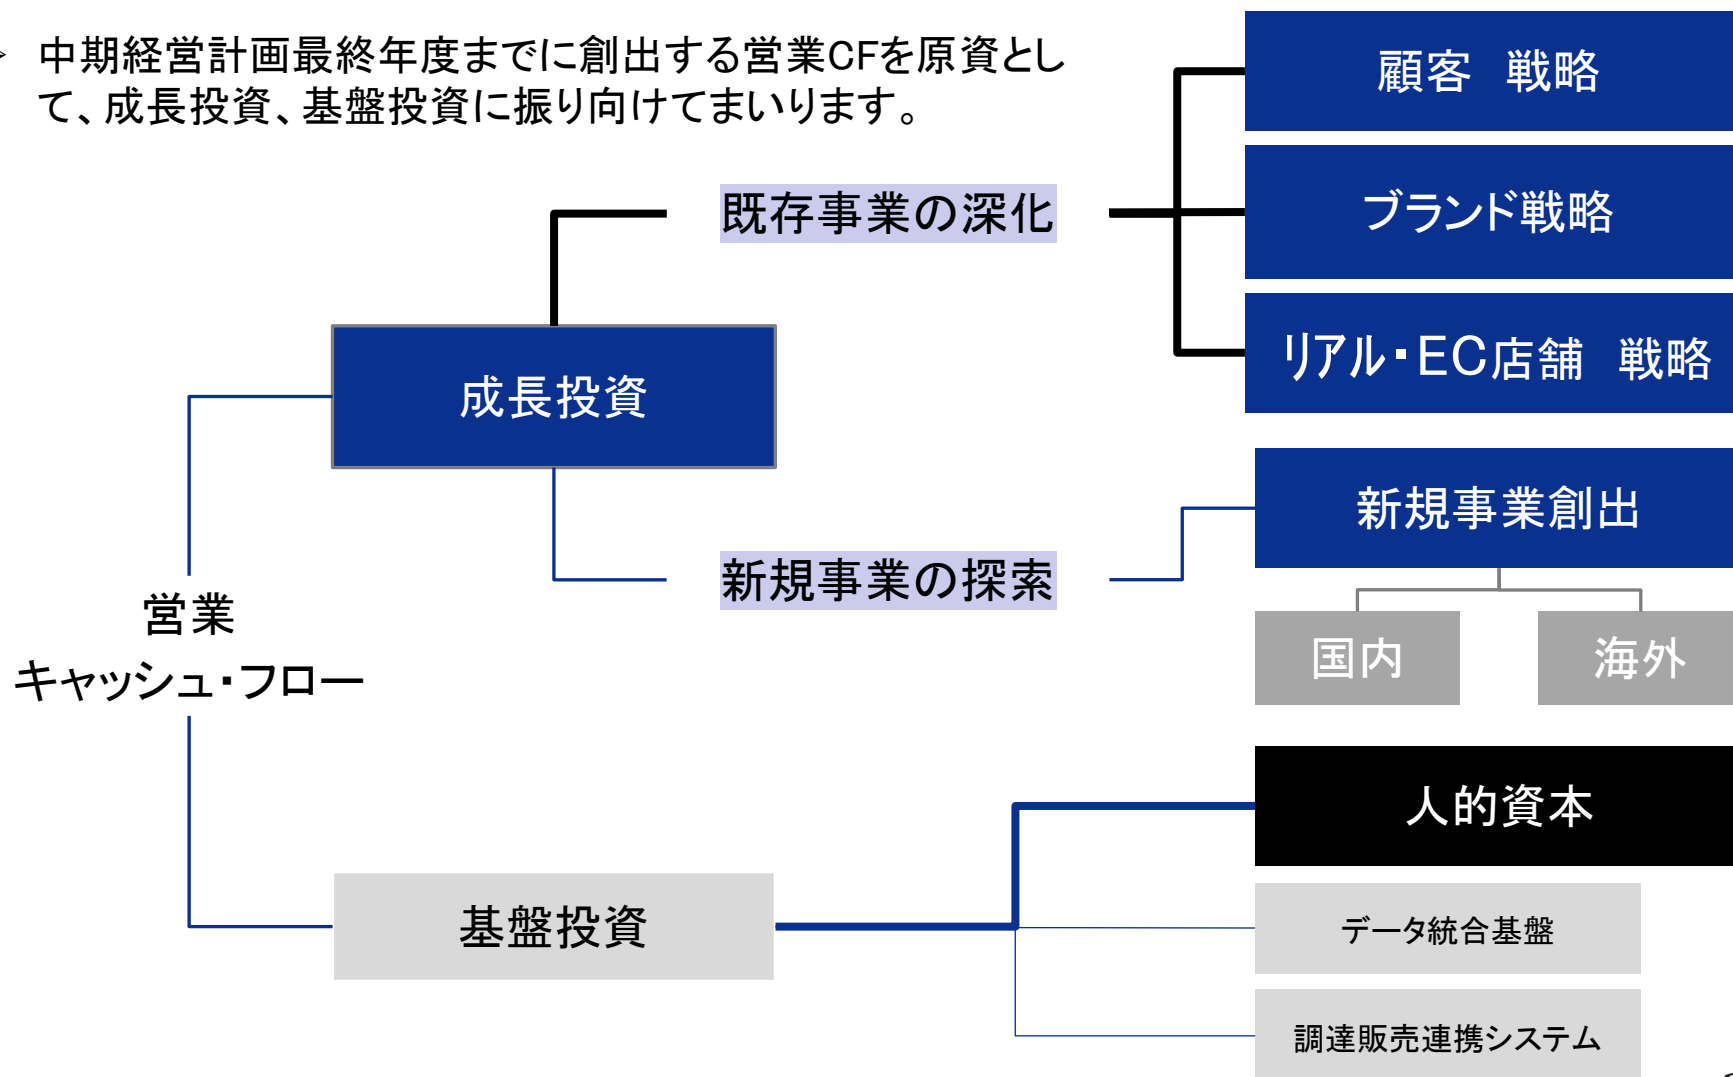 中期経営計画最終年度までに創出する営業CFを原資とし
て、成長投資、基盤投資に振り向けてまいります。
顧客　戦略
既存事業の深化
ブランド戦略
リアル・EC店舗　戦略
成長投資
新規事業創出
新規事業の探索
国内
海外
営業
キャッシュ・フロー
人的資本
基盤投資
データ統合基盤
調達販売連携システム